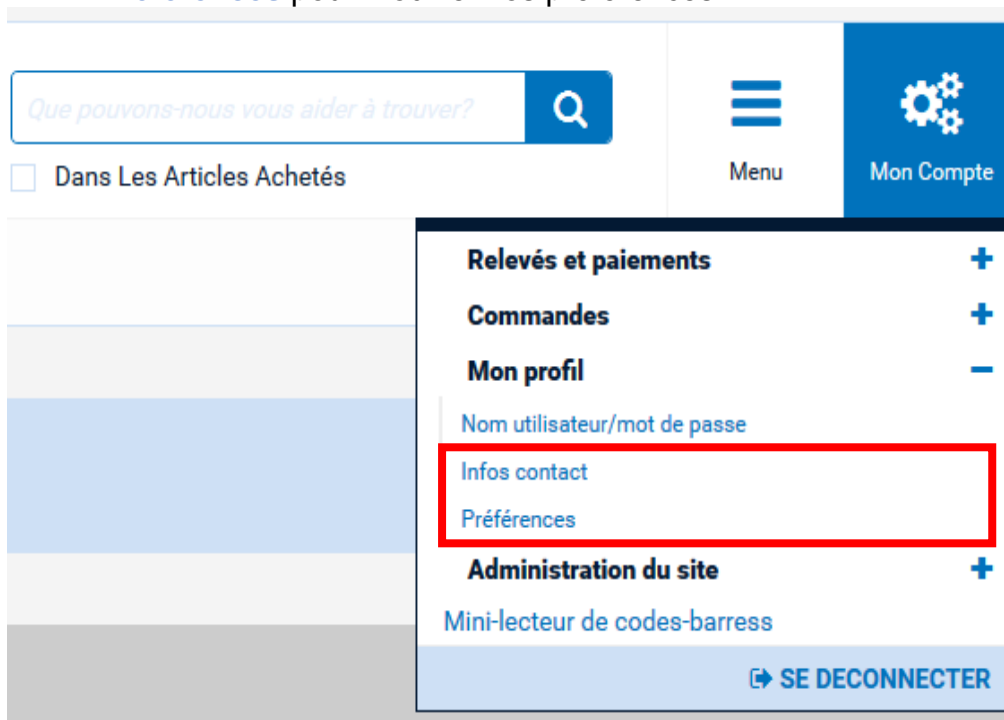 pour
Que pouvons-nous vous aider à trouver?
Dans Les Articles Achetés
Menu
Mon Compte
Relevés et paiements
Commandes
Mon profil
Nom utilisateur/mot de passe
Infos contact
Préférences
Administration du site
Mini-lecteur de codes-barress
SE DECONNECTER